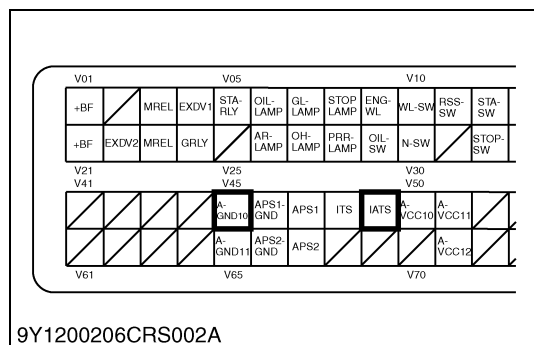 V01 V05 V10
+BF MREL EXDV1 STA-RLY OIL-LAMP GL-LAMP STOP LAMP ENG-WL WL-SW RSS-SW STA-SW
+BF EXDV2 MREL GRLY AR-LAMP OH-LAMP PRR-LAMP OIL-SW N-SW STOP-SW
V21 V25 V30
V41 V45 V50
A-GND10 APS1-GND APS1 ITS IATS A-VCC10 A-VCC11
A-GND11 APS2-GND APS2 A-VCC12
V61 V65 V70
9Y1200206CRS002A